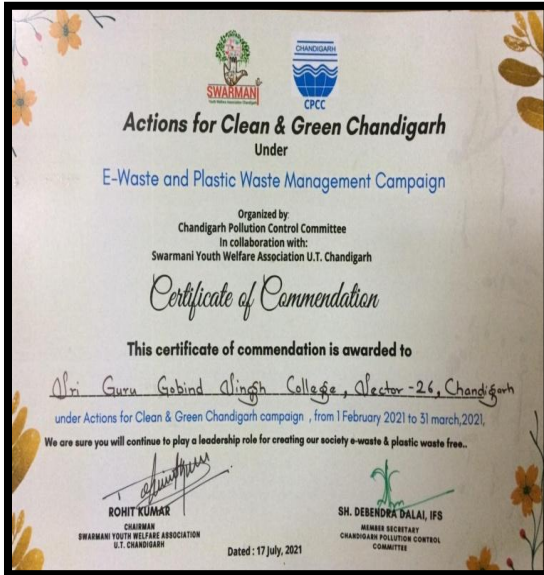 SWARMANI
Youth Welfare Association Chandigarh
CHANDIGARH
CPCC
Actions for Clean & Green Chandigarh
Under
E-Waste and Plastic Waste Management Campaign
Organized by:
Chandigarh Pollution Control Committee
In collaboration with:
Swarmani Youth Welfare Association U.T. Chandigarh
Certificate of Commendation
This certificate of commendation is awarded to
Sri Guru Gobind Singh College, Sector-26, Chandigarh
under Actions for Clean & Green Chandigarh campaign , from 1 February 2021 to 31 march,2021,
We are sure you will continue to play a leadership role for creating our society e-waste & plastic waste free..
ROHIT KUMAR
CHAIRMAN
SWARMANI YOUTH WELFARE ASSOCIATION
U.T. CHANDIGARH
SH. DEBENDRA DALAI, IFS
MEMBER SECRETARY
CHANDIGARH POLLUTION CONTROL
COMMITTEE
Dated : 17 July, 2021